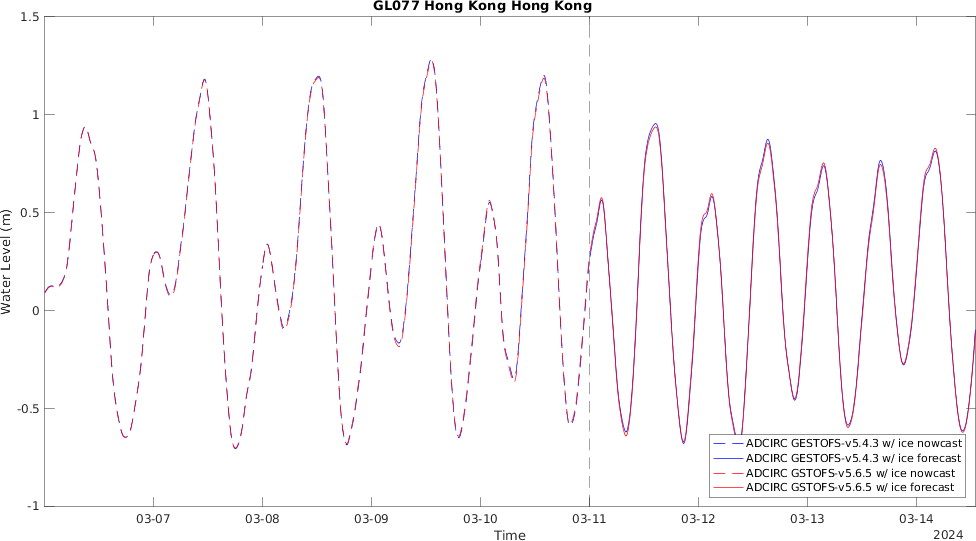 GL077 Hong Kong Hong Kong
1.5
1
0.5
0
-0.5
-1
Water Level (m)
03-07 03-08 03-09 03-10 03-11 03-12 03-13 03-14
Time
2024
ADCIRC GESTOFS-v5.4.3 w/ ice nowcast
ADCIRC GESTOFS-v5.4.3 w/ ice forecast
ADCIRC GSTOFS-v5.6.5 w/ ice nowcast
ADCIRC GSTOFS-v5.6.5 w/ ice forecast